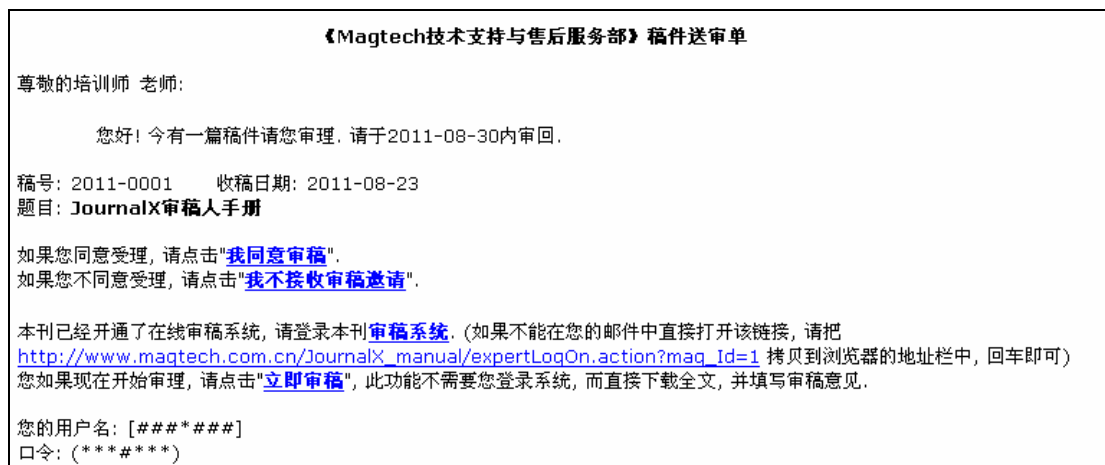 《Magtech技术支持与售后服务部》稿件送审单
尊敬的培训师 老师:
您好! 今有一篇稿件请您审理. 请于2011-08-30内审回.
稿号: 2011-0001 收稿日期: 2011-08-23
题目: JournalX审稿人手册
如果您同意受理, 请点击"我同意审稿".
如果您不同意受理, 请点击"我不接收审稿邀请".
本刊已经开通了在线审稿系统, 请登录本刊审稿系统. (如果不能在您的邮件中直接打开该链接, 请把
http://www.magtech.com.cn/JournalX_manual/expertLogOn.action?mag_Id=1 拷贝到浏览器的地址栏中, 回车即可)
您如果现在开始审理, 请点击"立即审稿", 此功能不需要您登录系统, 而直接下载全文, 并填写审稿意见.
您的用户名: [###*###]
口令: (***#***)